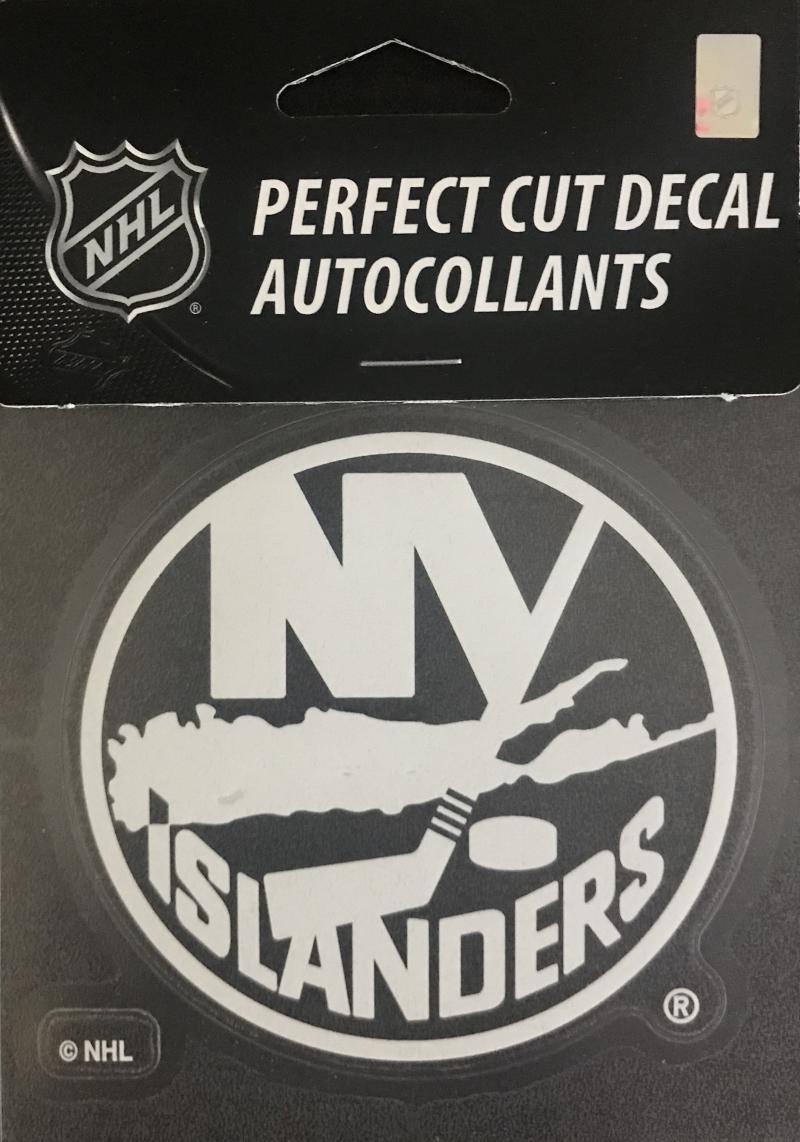 NHL
®
PERFECT CUT DECAL
AUTOCOLLANTS
NY
ISLANDERS
®
© NHL